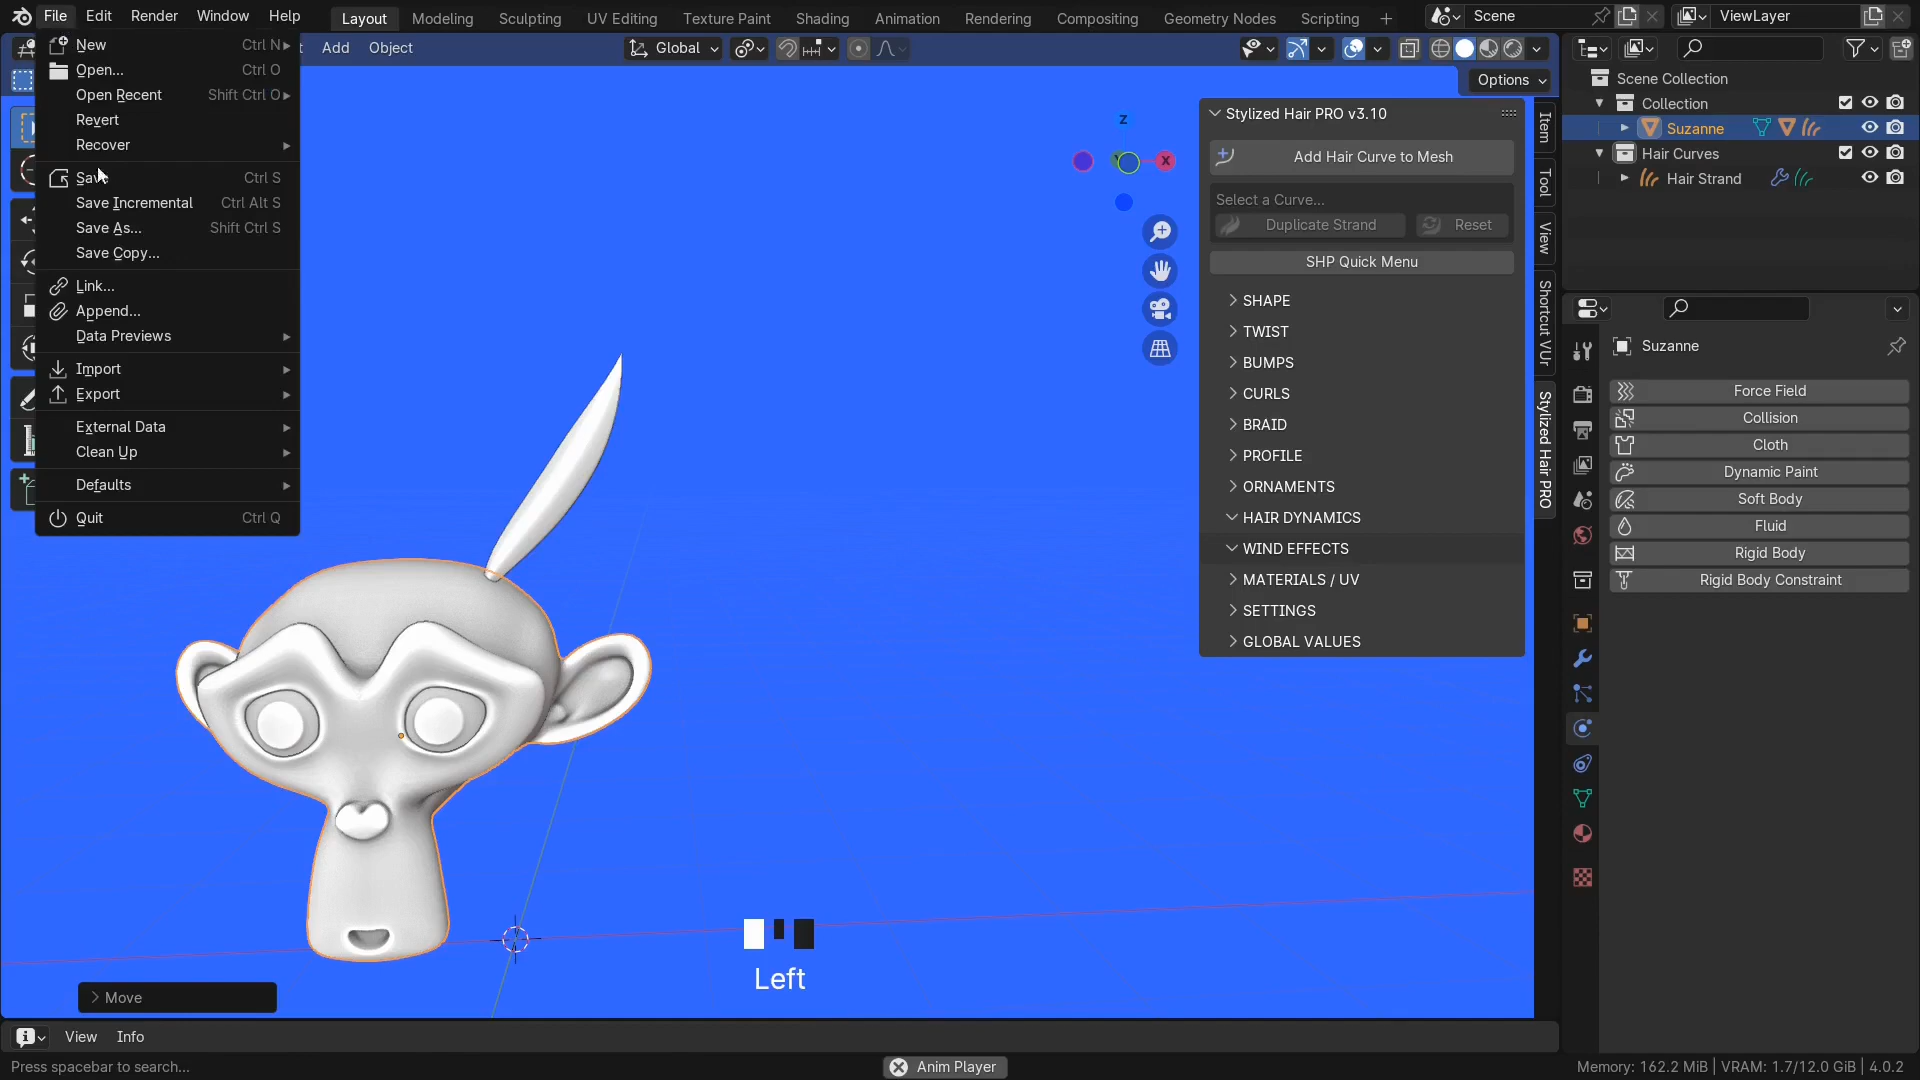 File Edit Render Window Help
Layout Modeling Sculpting UV Editing Texture Paint Shading Animation Rendering Compositing Geometry Nodes Scripting +
Scene
ViewLayer
New Ctrl N
Open... Ctrl O
Open Recent Shift Ctrl O
Revert
Recover
Save Ctrl S
Save Incremental Ctrl Alt S
Save As... Shift Ctrl S
Save Copy...
Link...
Append...
Data Previews
Import
Export
External Data
Clean Up
Defaults
Quit Ctrl Q
t Add Object
Global
Options
Z
X
Stylized Hair PRO v3.10
Add Hair Curve to Mesh
Select a Curve...
Duplicate Strand Reset
SHP Quick Menu
SHAPE
TWIST
BUMPS
CURLS
BRAID
PROFILE
ORNAMENTS
HAIR DYNAMICS
WIND EFFECTS
MATERIALS / UV
SETTINGS
GLOBAL VALUES
Item
Tool
View
Shortcut VUr
Stylized Hair PRO
Scene Collection
Collection
Suzanne
Hair Curves
Hair Strand
Suzanne
Force Field
Collision
Cloth
Dynamic Paint
Soft Body
Fluid
Rigid Body
Rigid Body Constraint
Left
Move
View Info
Press spacebar to search...
Anim Player
Memory: 162.2 MiB | VRAM: 1.7/12.0 GiB | 4.0.2